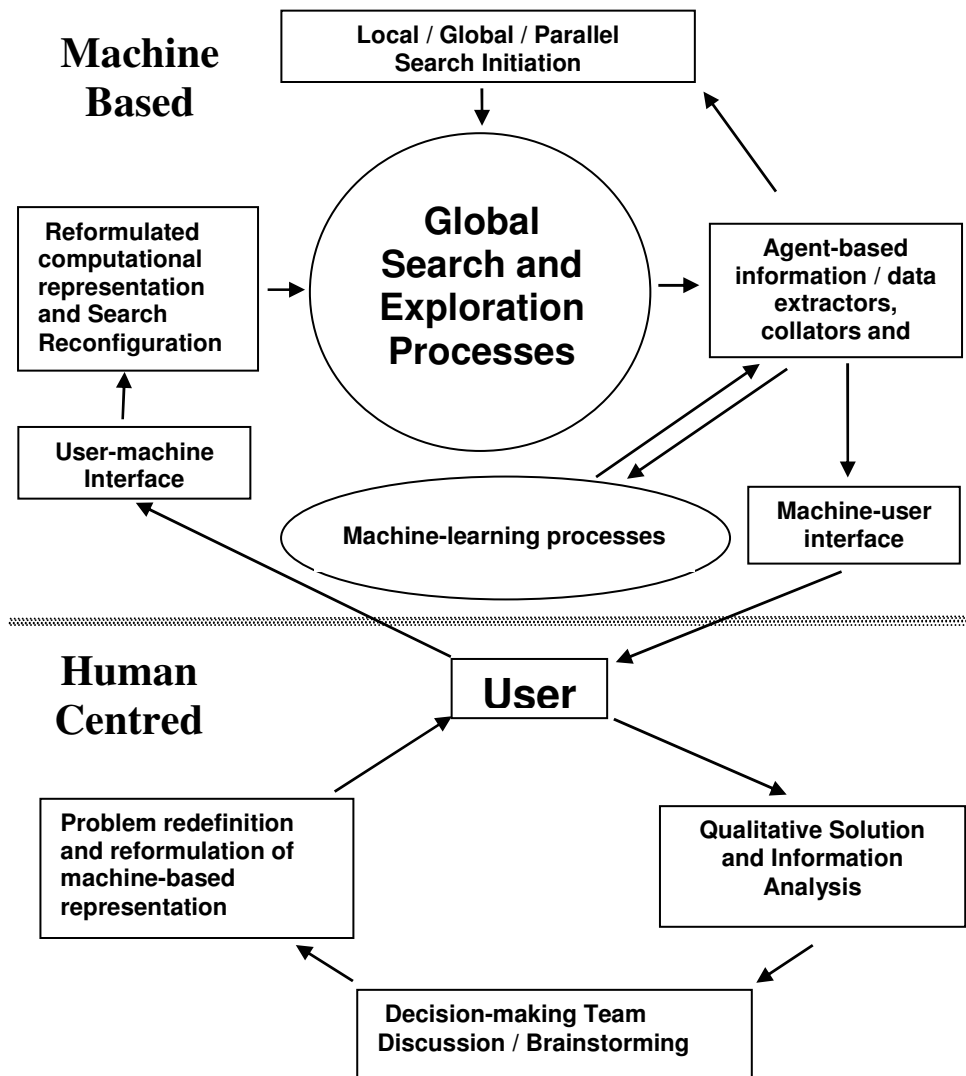 Machine
Based
Local / Global / Parallel
Search Initiation
Reformulated
computational
representation
and Search
Reconfiguration
Global
Search and
Exploration
Processes
Agent-based
information / data
extractors,
collators and
User-machine
Interface
Machine-learning processes
Machine-user
interface
Human
Centred
User
Problem redefinition
and reformulation of
machine-based
representation
Qualitative Solution
and Information
Analysis
Decision-making Team
Discussion / Brainstorming